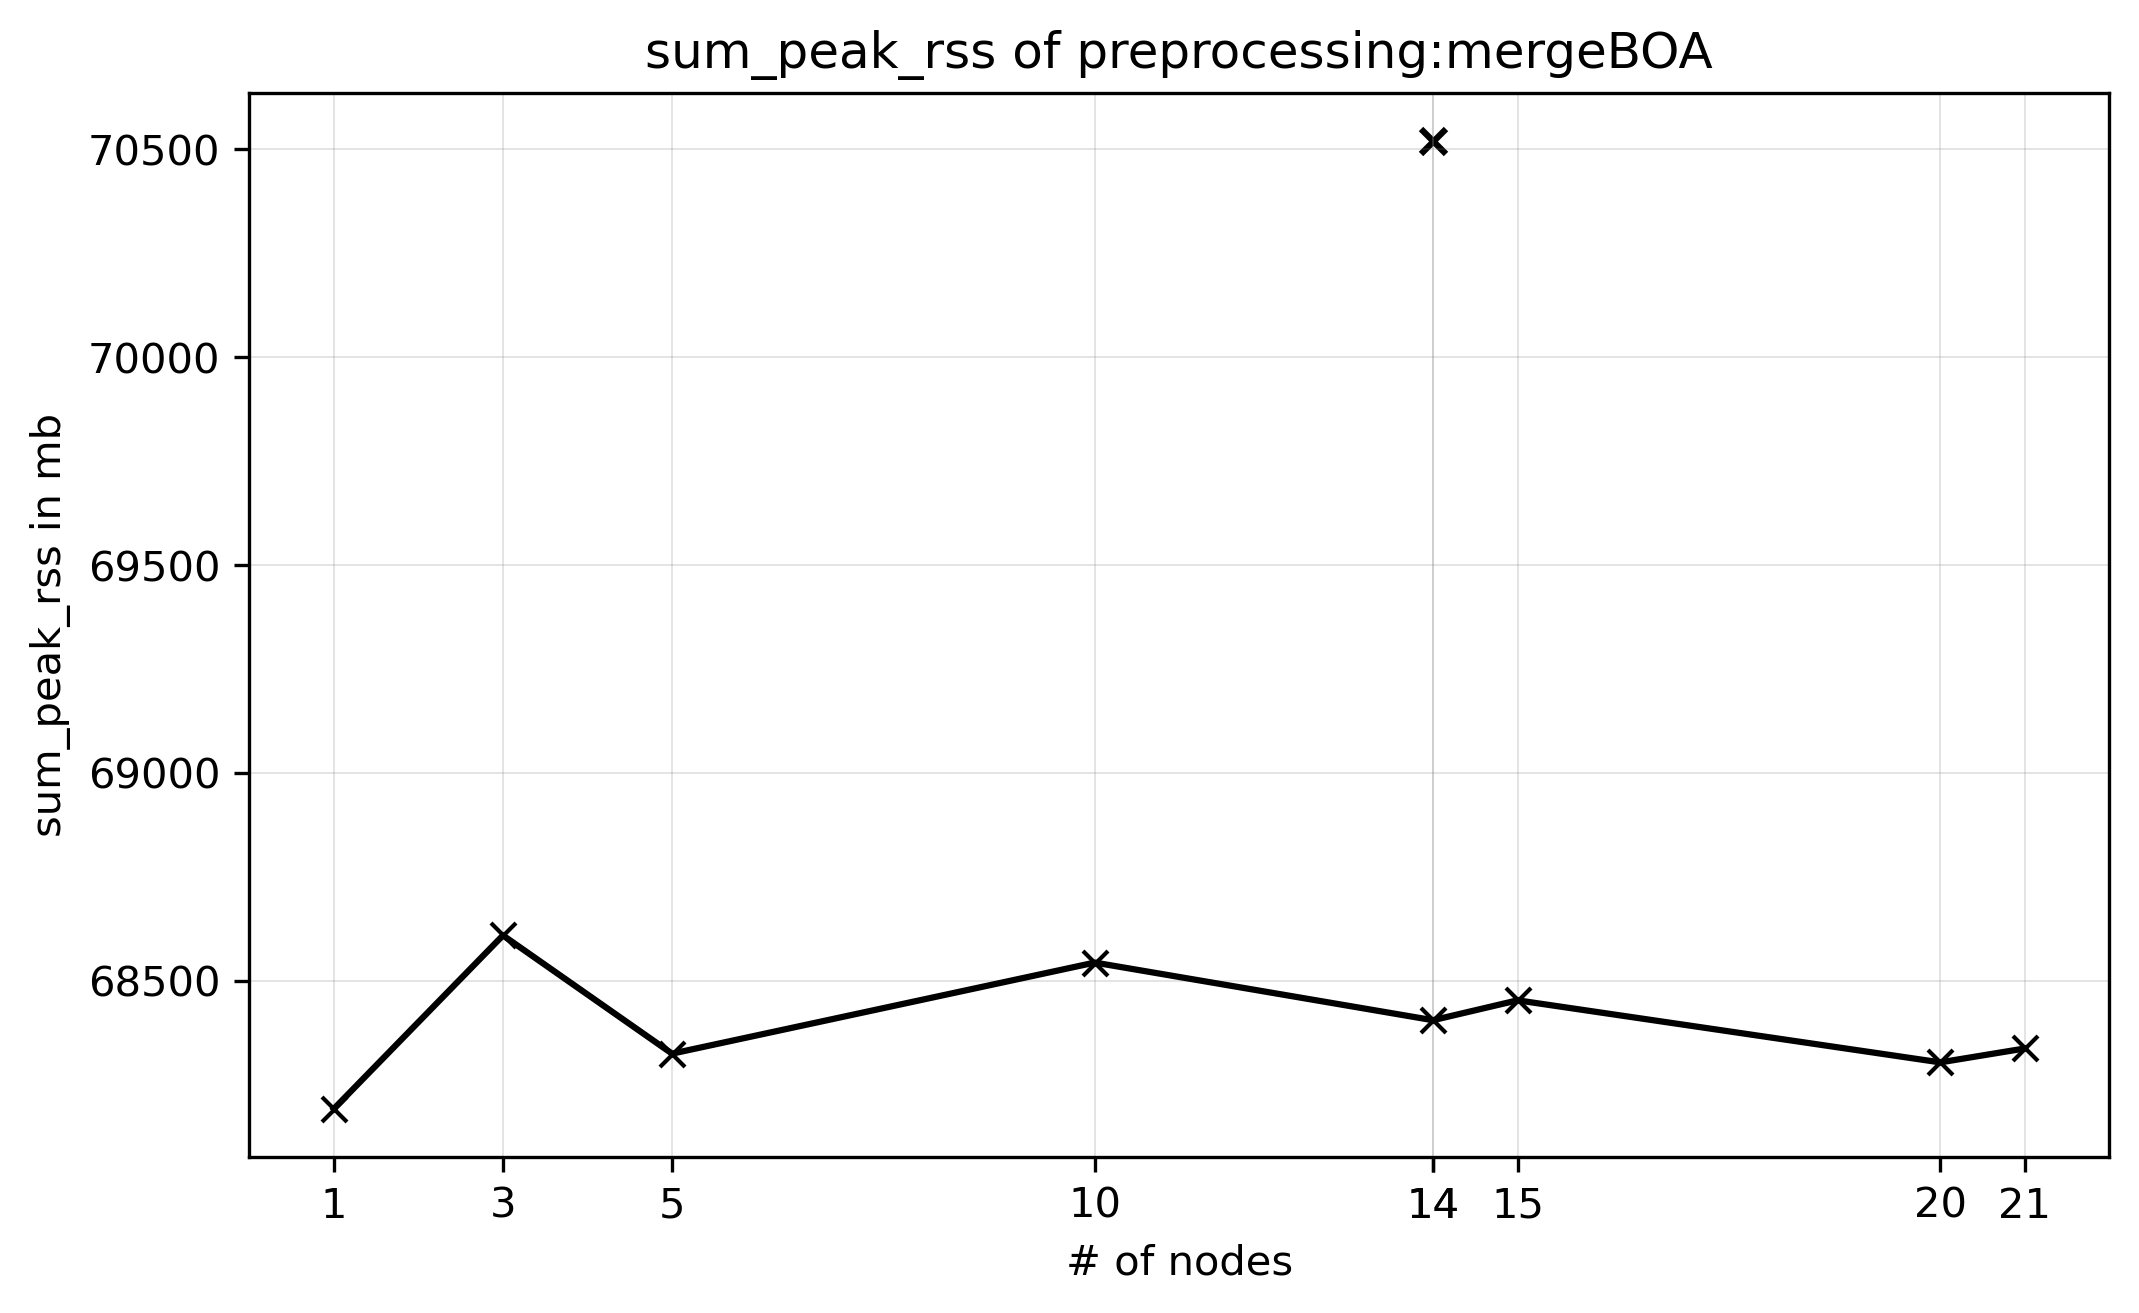 sum_peak_rss of preprocessing:mergeBOA
sum_peak_rss in mb
70500
70000
69500
69000
68500
1 3 5 10 14 15 20 21
# of nodes